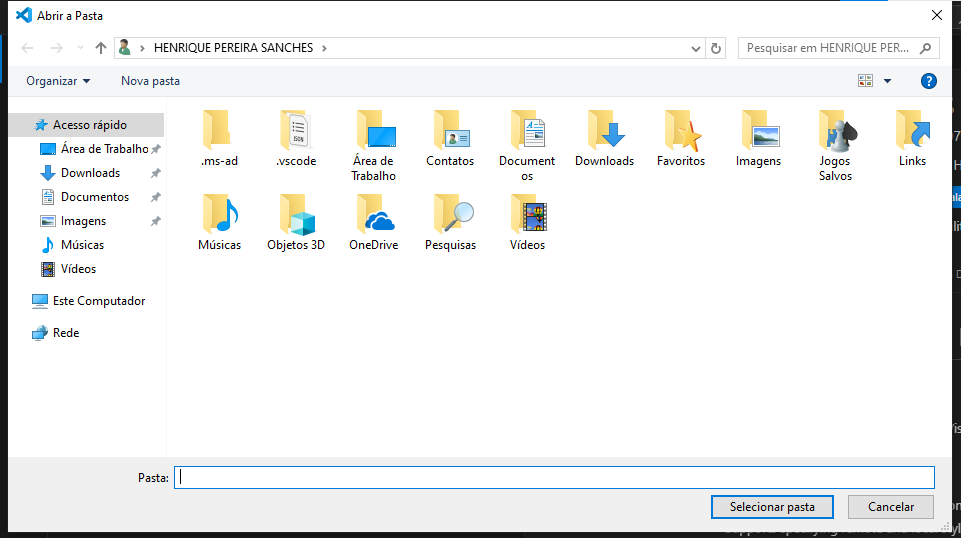 Abrir a Pasta
HENRIQUE PEREIRA SANCHES
Pesquisar em HENRIQUE PER...
Organizar
Nova pasta
Acesso rápido
Área de Trabalho
Downloads
Documentos
Imagens
Músicas
Vídeos
Este Computador
Rede
.ms-ad
.vscode
JSON
Área de
Trabalho
Contatos
Document
os
Downloads
Favoritos
Imagens
Jogos
Salvos
Links
Músicas
Objetos 3D
OneDrive
Pesquisas
Vídeos
Pasta:
Selecionar pasta
Cancelar